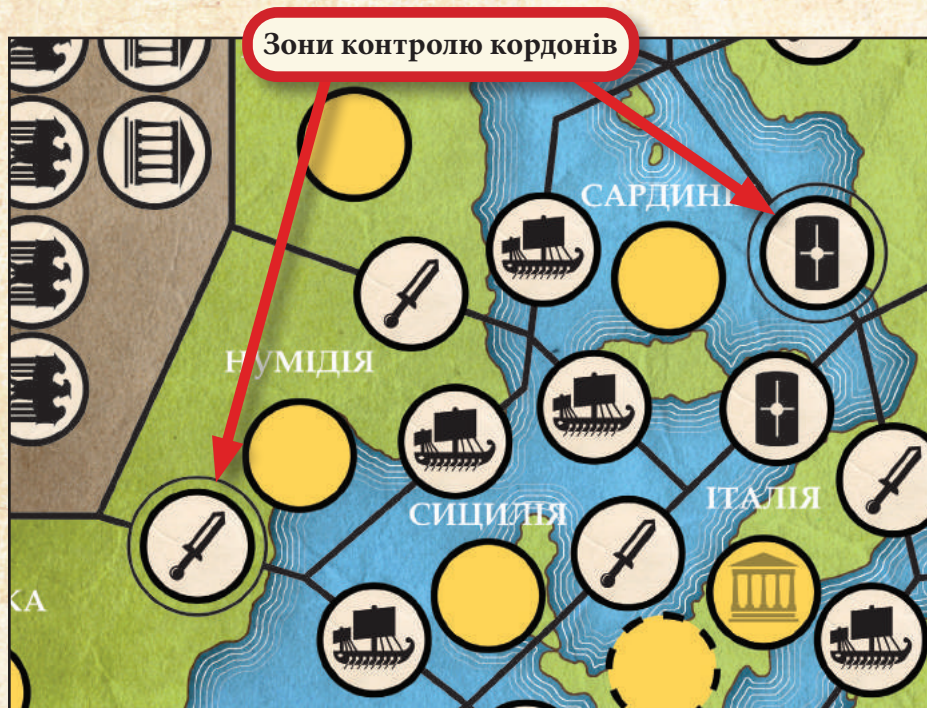 Зони контролю кордонів
САРДИНІ
НУМІДІЯ
ІТАЛІЯ
СИЦИЛІЯ
КА